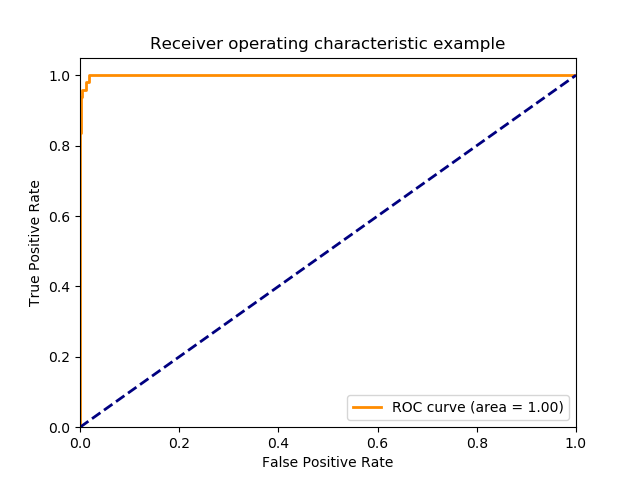 Receiver operating characteristic example
1.0
0.8
0.6
0.4
0.2
0.0
True Positive Rate
ROC curve (area = 1.00)
0.0 0.2 0.4 0.6 0.8 1.0
False Positive Rate